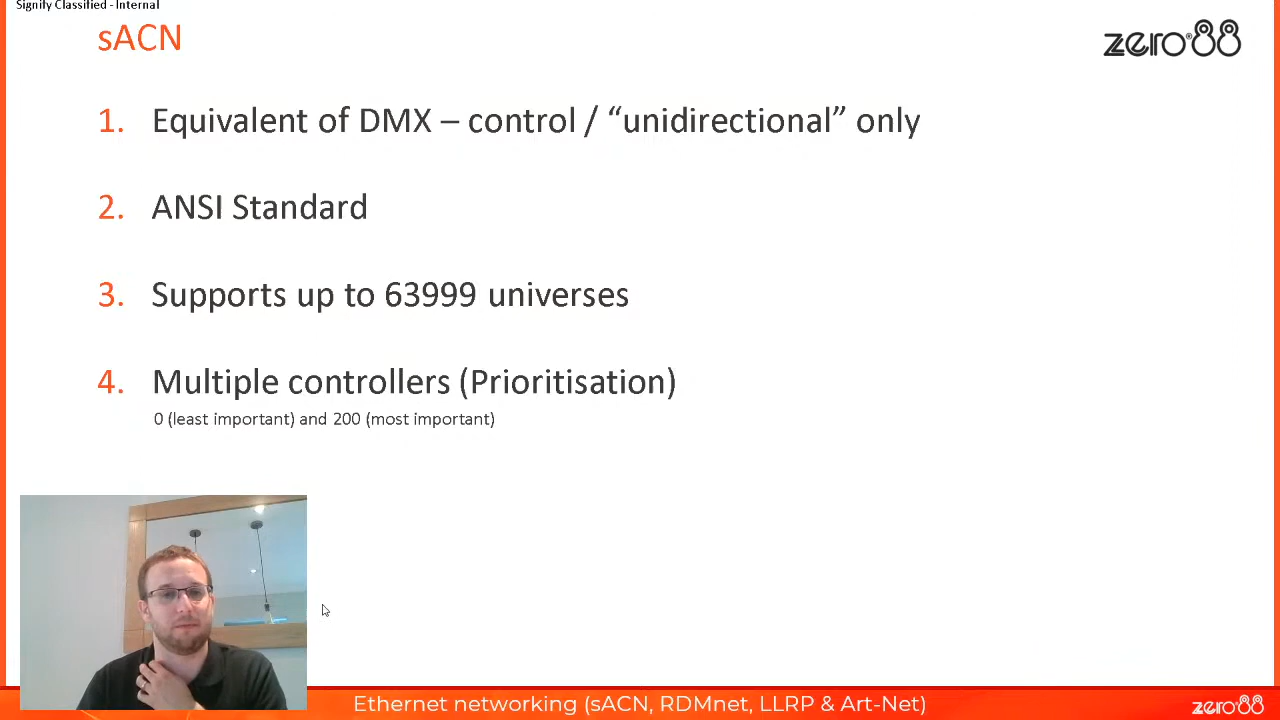 Signify Classified - Internal
sACN
zero®88
1. Equivalent of DMX – control / “unidirectional” only
2. ANSI Standard
3. Supports up to 63999 universes
4. Multiple controllers (Prioritisation)
0 (least important) and 200 (most important)
Ethernet networking (sACN, RDMnet, LLRP & Art-Net)
zero88